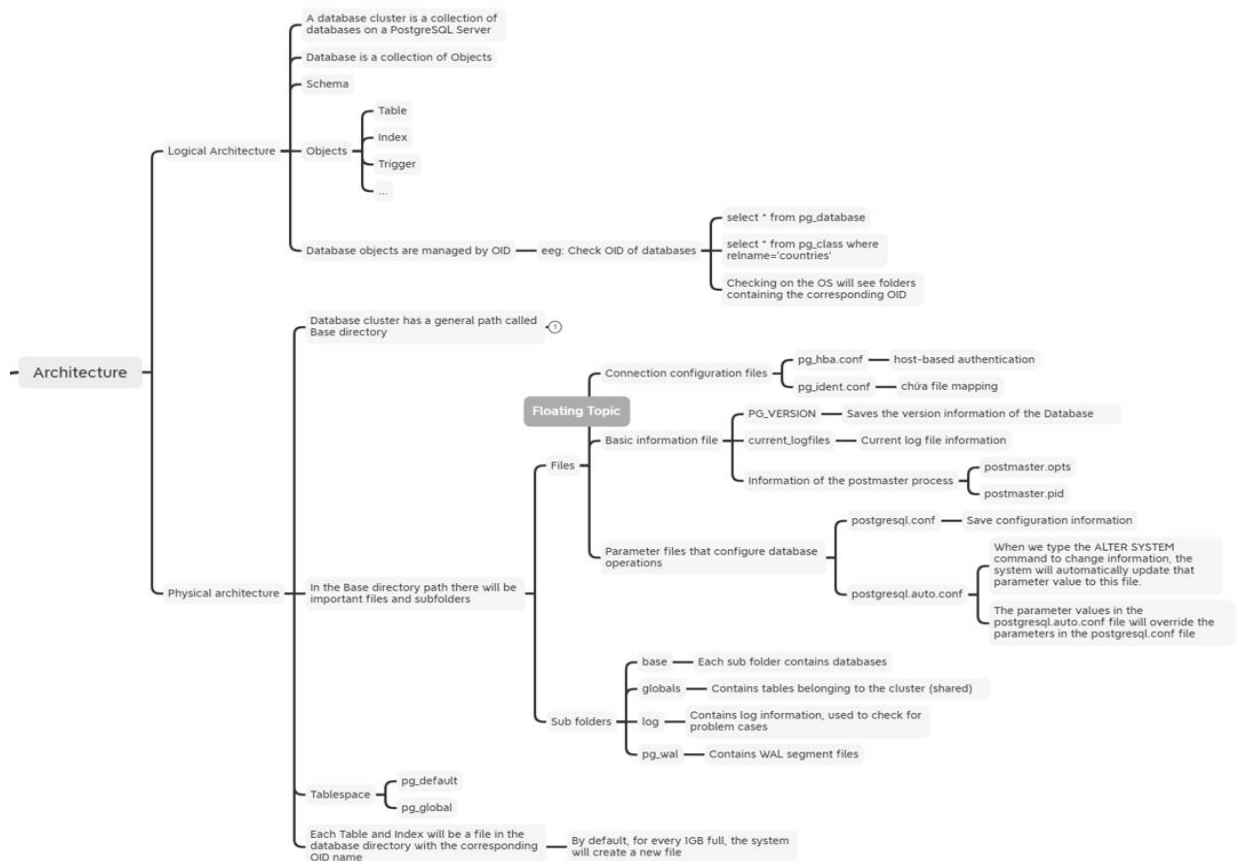 A database cluster is a collection of
databases on a PostgreSQL Server
Database is a collection of Objects
Schema
Table
Index
Logical Architecture
Objects
Trigger
...
select * from pg_database
Database objects are managed by OID
eeg: Check OID of databases
select * from pg_class where
relname='countries'
Checking on the OS will see folders
containing the corresponding OID
Database cluster has a general path called
Base directory
1
Architecture
pg_hba.conf
host-based authentication
Connection configuration files
pg_ident.conf
chứa file mapping
Floating Topic
PG_VERSION
Saves the version information of the Database
Basic information file
current_logfiles
Current log file information
Files
Information of the postmaster process
postmaster.opts
postmaster.pid
postgresql.conf
Save configuration information
Parameter files that configure database
operations
When we type the ALTER SYSTEM
command to change information, the
system will automatically update that
parameter value to this file.
postgresql.auto.conf
The parameter values in the
postgresql.auto.conf file will override the
parameters in the postgresql.conf file
Physical architecture
In the Base directory path there will be
important files and subfolders
base
Each sub folder contains databases
globals
Contains tables belonging to the cluster (shared)
Sub folders
log
Contains log information, used to check for
problem cases
pg_wal
Contains WAL segment files
Tablespace
pg_default
pg_global
Each Table and Index will be a file in the
database directory with the corresponding
OID name
By default, for every 1GB full, the system
will create a new file